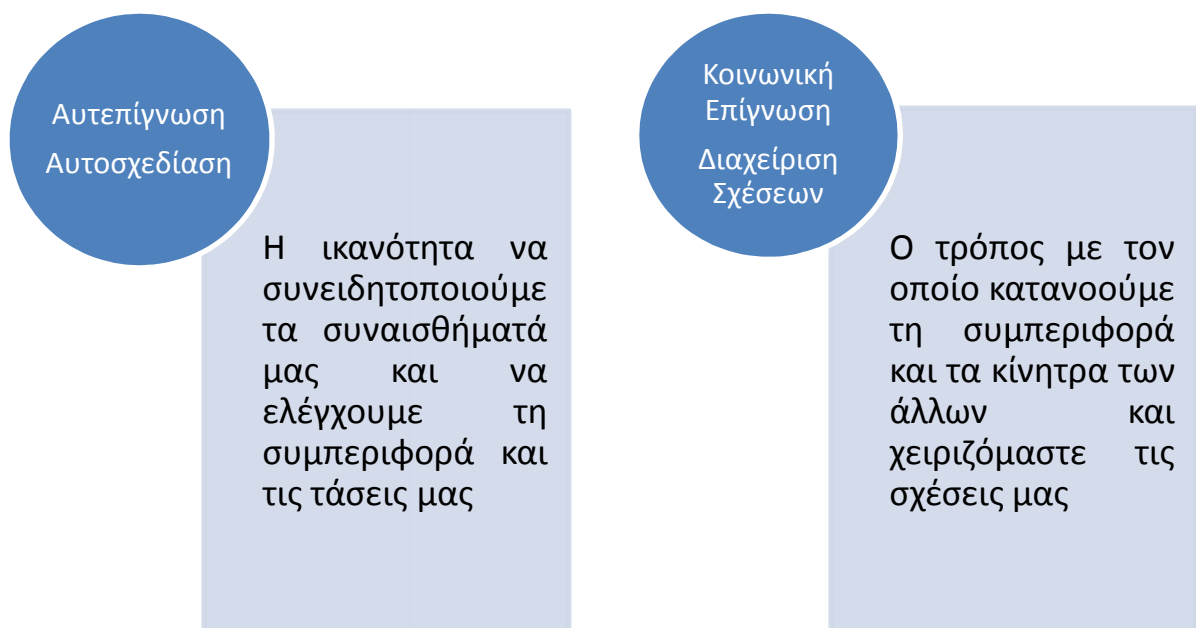 Αυτεπίγνωση
Αυτοσχεδίαση
Η ικανότητα να
συνειδητοποιούμε
τα συναισθήματά
μας και να
ελέγχουμε τη
συμπεριφορά και
τις τάσεις μας
Κοινωνική
Επίγνωση
Διαχείριση
Σχέσεων
Ο τρόπος με τον
οποίο κατανοούμε
τη συμπεριφορά
και τα κίνητρα των
άλλων και
χειριζόμαστε τις
σχέσεις μας